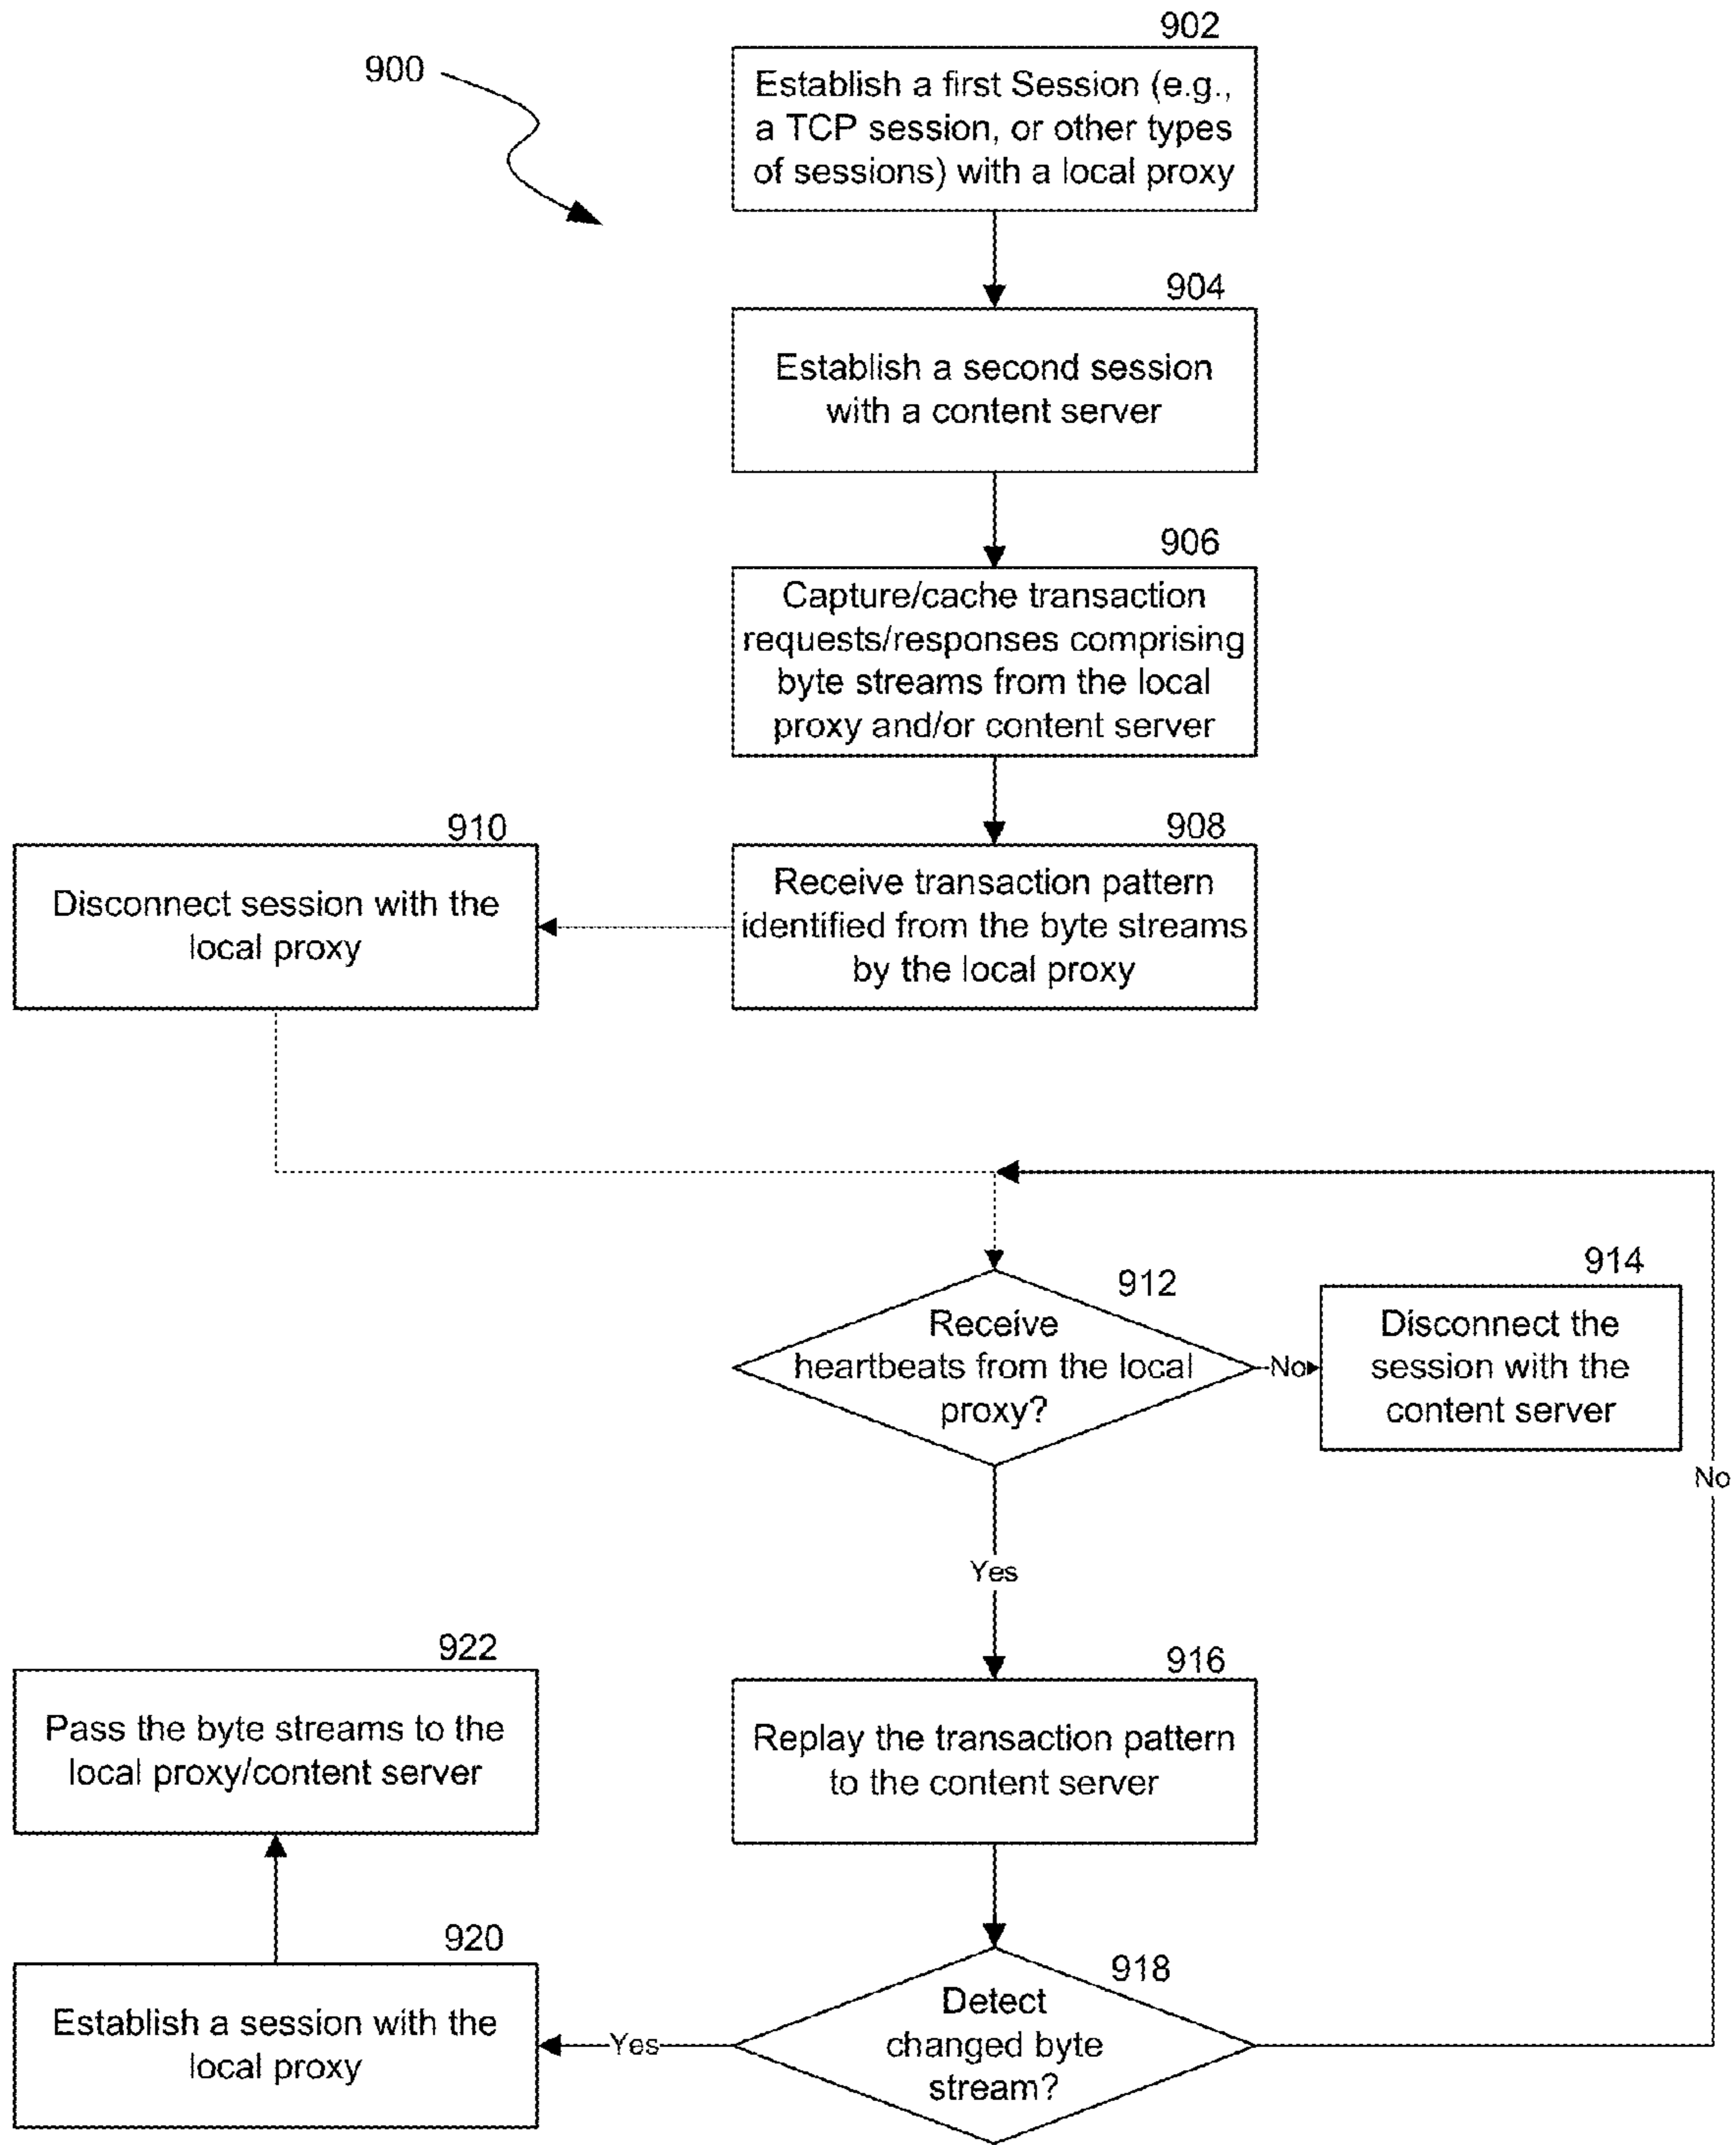 902
900
Establish a first Session (e.g.,
a TCP session, or other types
of sessions) with a local proxy
904
Establish a second session
with a content server
906
Capture/cache transaction
requests/responses comprising
byte streams from the local
proxy and/or content server
910
908
Disconnect session with the
local proxy
Receive transaction pattern
identified from the byte streams
by the local proxy
912
914
Receive
heartbeats from the local
proxy?
No
Disconnect the
session with the
content server
No
Yes
922
916
Pass the byte streams to the
local proxy/content server
Replay the transaction pattern
to the content server
920
918
Establish a session with the
local proxy
Yes
Detect
changed byte
stream?